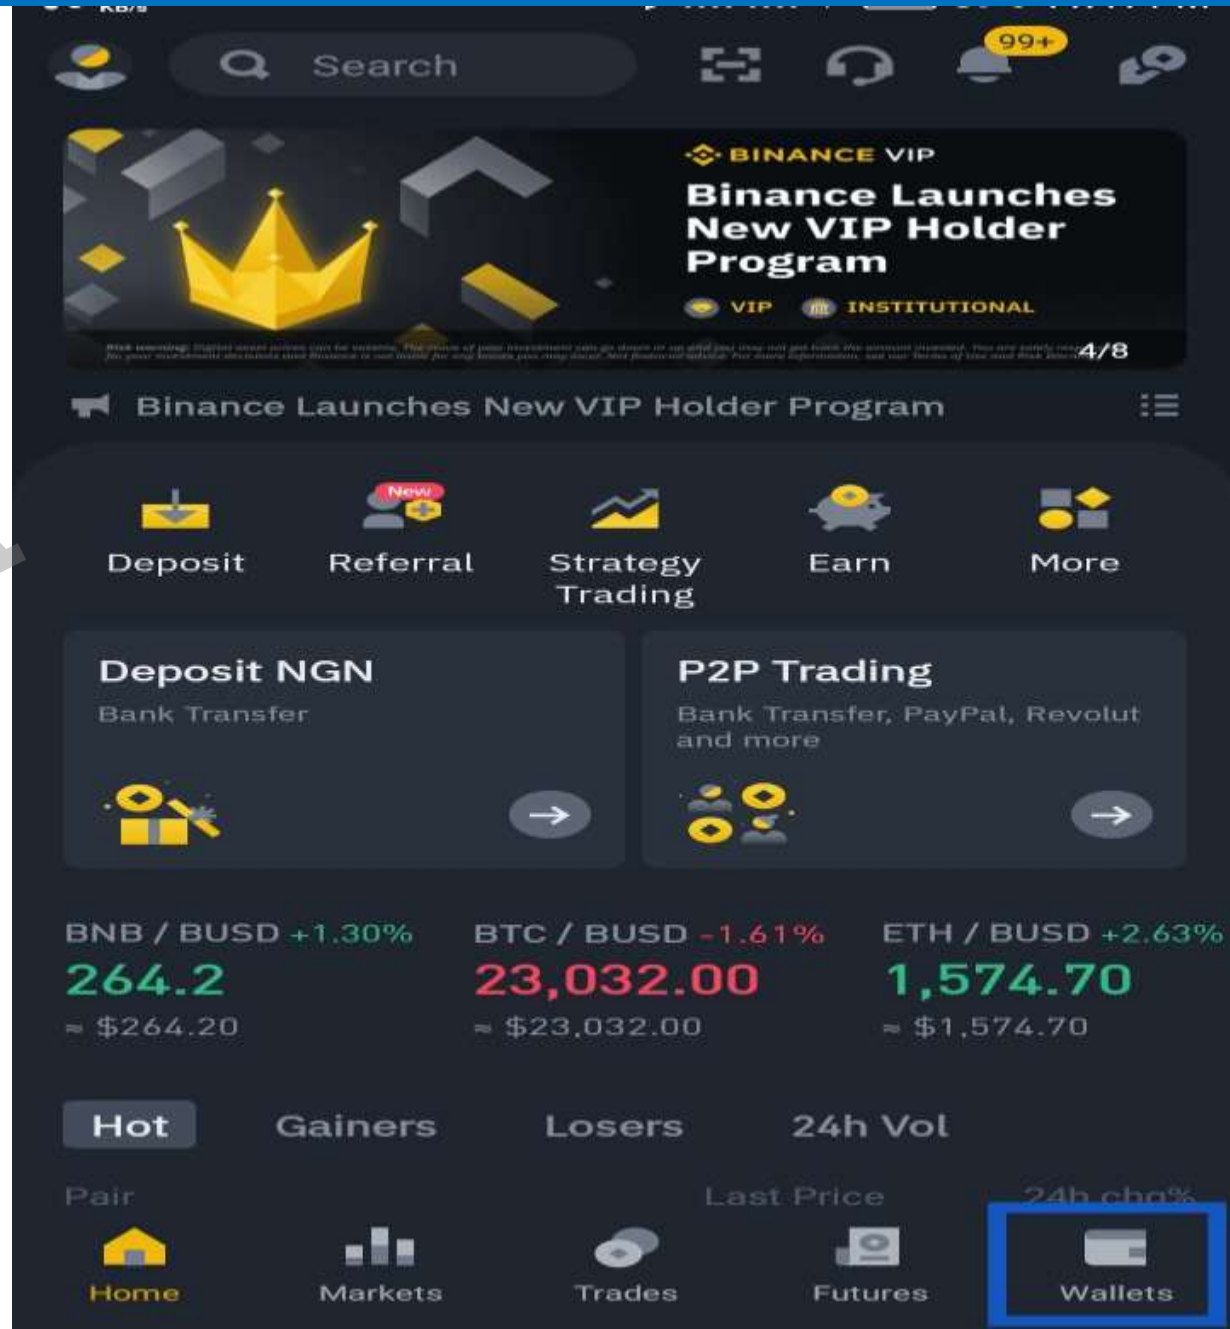 KB/s
99+
Search
BINANCE VIP
Binance Launches
New VIP Holder
Program
VIP INSTITUTIONAL
4/8
Binance Launches New VIP Holder Program
New
Deposit Referral Strategy Earn More
Trading
Deposit NGN
Bank Transfer
P2P Trading
Bank Transfer, PayPal, Revolut
and more
BNB / BUSD +1.30% BTC / BUSD -1.61% ETH / BUSD +2.63%
264.2 23,032.00 1,574.70
≈ $264.20 ≈ $23,032.00 ≈ $1,574.70
Hot Gainers Losers 24h Vol
Pair Last Price 24h chg%
Home Markets Trades Futures Wallets